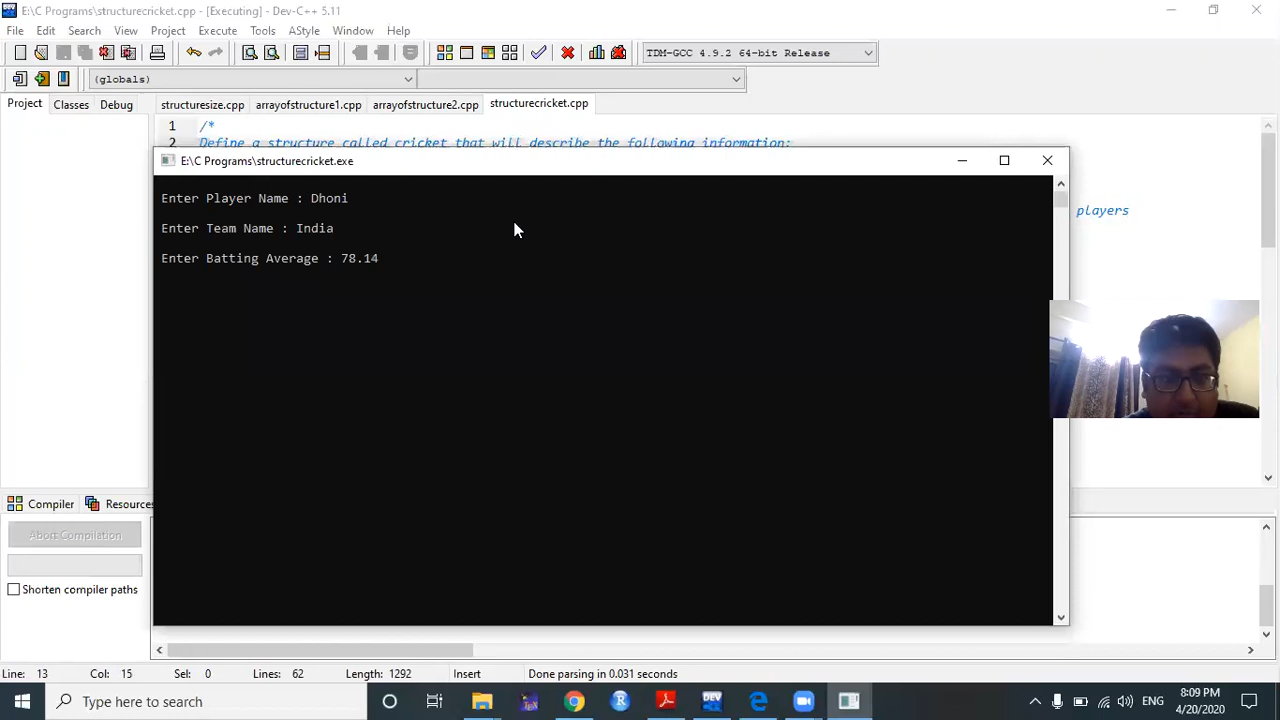 E:\C Programs\structurecricket.cpp - [Executing] - Dev-C++ 5.11
File Edit Search View Project Execute Tools AStyle Window Help
TDM-GCC 4.9.2 64-bit Release
(globals)
Project Classes Debug
structuresize.cpp arrayofstructure1.cpp arrayofstructure2.cpp structurecricket.cpp
1 /*
2 Define a structure called cricket that will describe the following information:
E:\C Programs\structurecricket.exe
Enter Player Name : Dhoni
players
Enter Team Name : India
Enter Batting Average : 78.14
Compiler Resources
Abort Compilation
Shorten compiler paths
Line: 13 Col: 15 Sel: 0 Lines: 62 Length: 1292 Insert Done parsing in 0.031 seconds
Type here to search
ENG
8:09 PM
4/20/2020